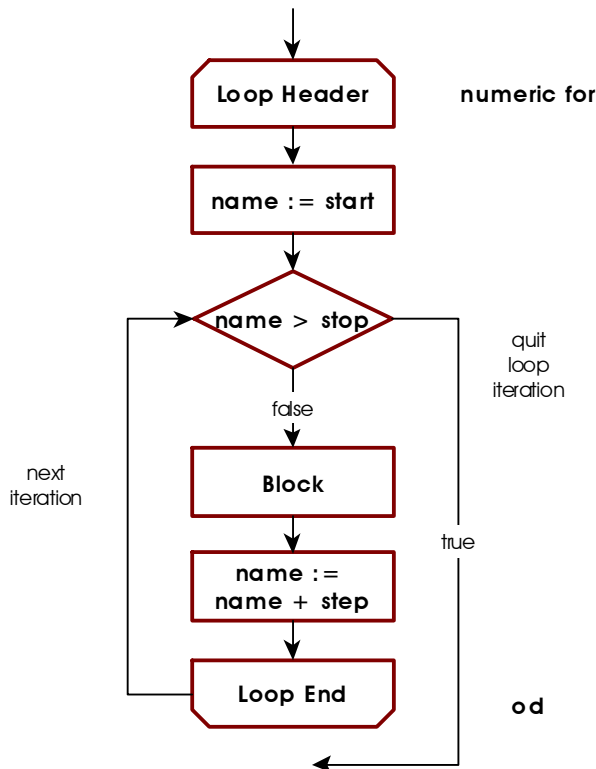 Loop Header
numeric for
name := start
name > stop
quit
loop
iteration
false
next
iteration
Block
true
name :=
name + step
Loop End
od